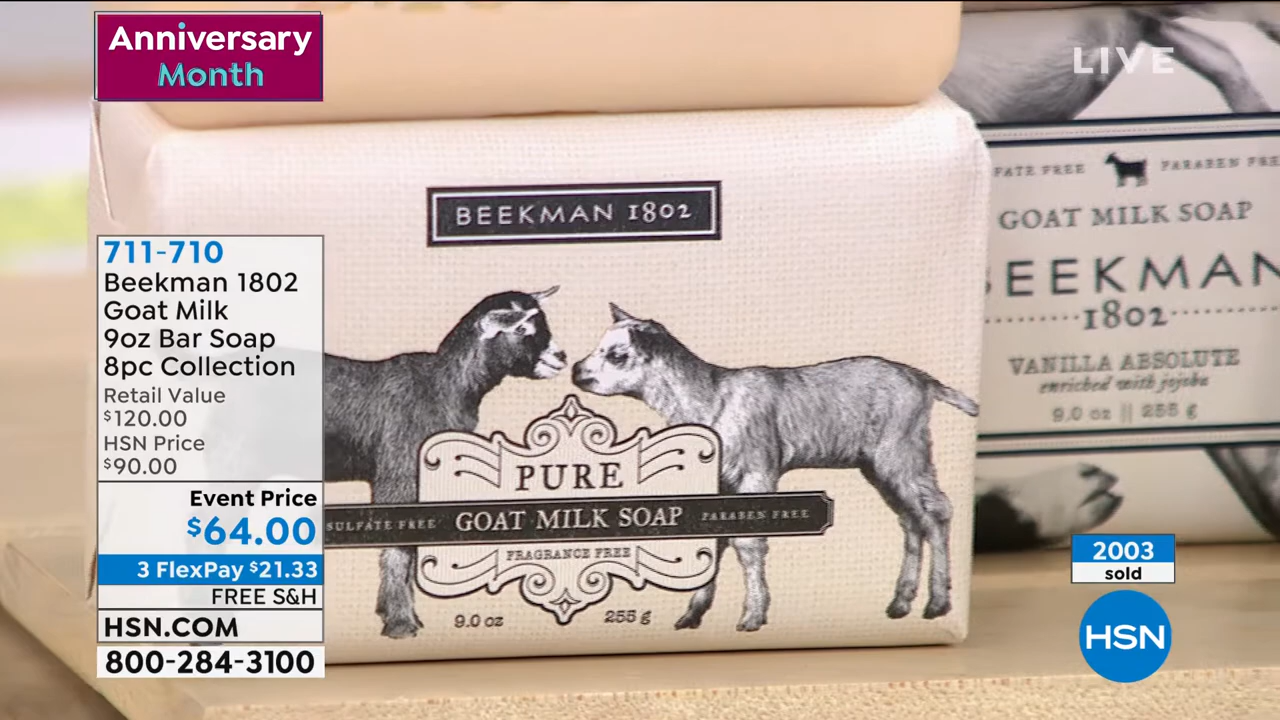 Anniversary
Month
LIVE
711-710
Beekman 1802
Goat Milk
9oz Bar Soap
8pc Collection
Retail Value
$120.00
HSN Price
$90.00
Event Price
$64.00
3 FlexPay $21.33
FREE S&H
HSN.COM
800-284-3100
BEEKMAN 1802
PURE
SULFATE FREE GOAT MILK SOAP PARABEN FREE
FRAGRANCE FREE
9.0 oz 255 g
FATE FREE PARABEN FRE
GOAT MILK SOAP
BEEKMAN
1802
VANILLA ABSOLUTE
enriched with jojoba
9.0 oz || 255 g
2003
sold
HSN